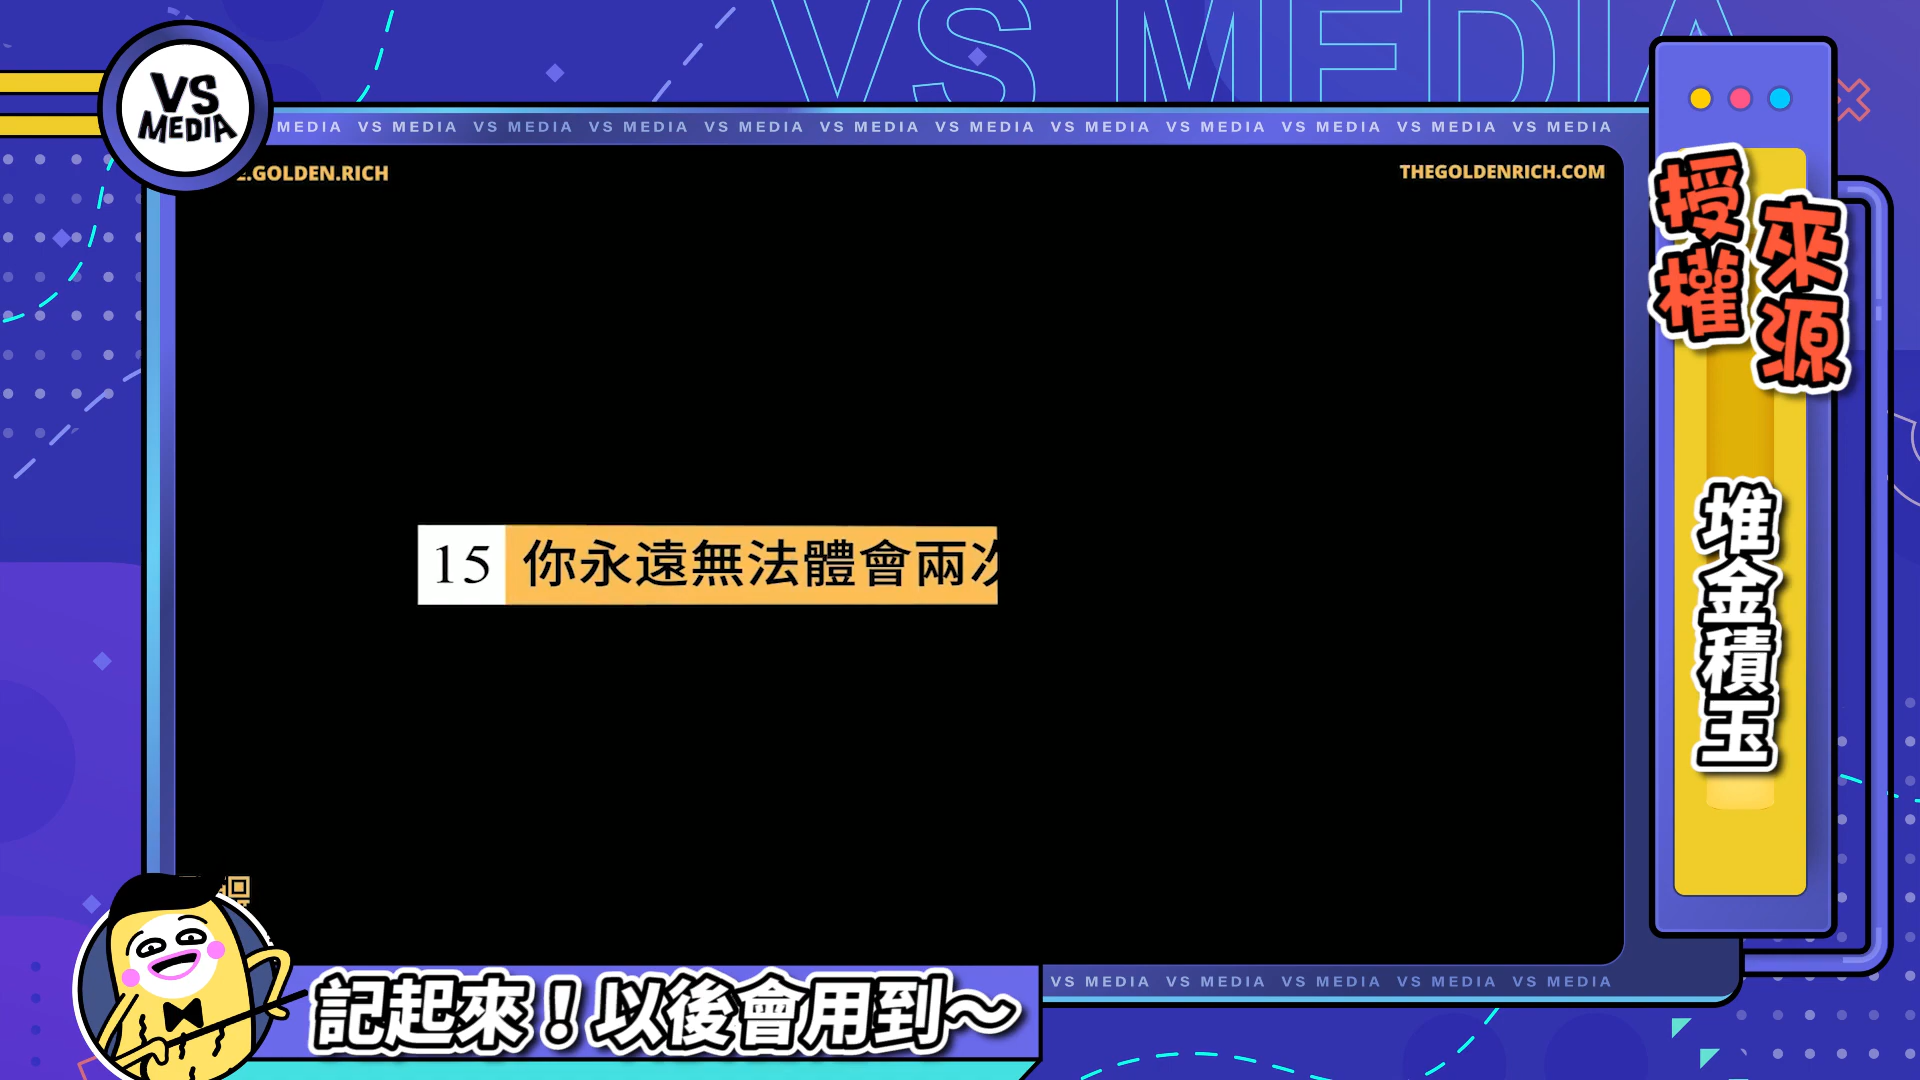 VS MEDIA
VS MEDIA
MEDIA VS MEDIA VS MEDIA VS MEDIA VS MEDIA VS MEDIA VS MEDIA VS MEDIA VS MEDIA VS MEDIA VS MEDIA VS MEDIA
.GOLDEN.RICH
THEGOLDENRICH.COM
授權
來源
堆金積玉
15 你永遠無法體會兩次
記起來！以後會用到～
VS MEDIA VS MEDIA VS MEDIA VS MEDIA VS MEDIA